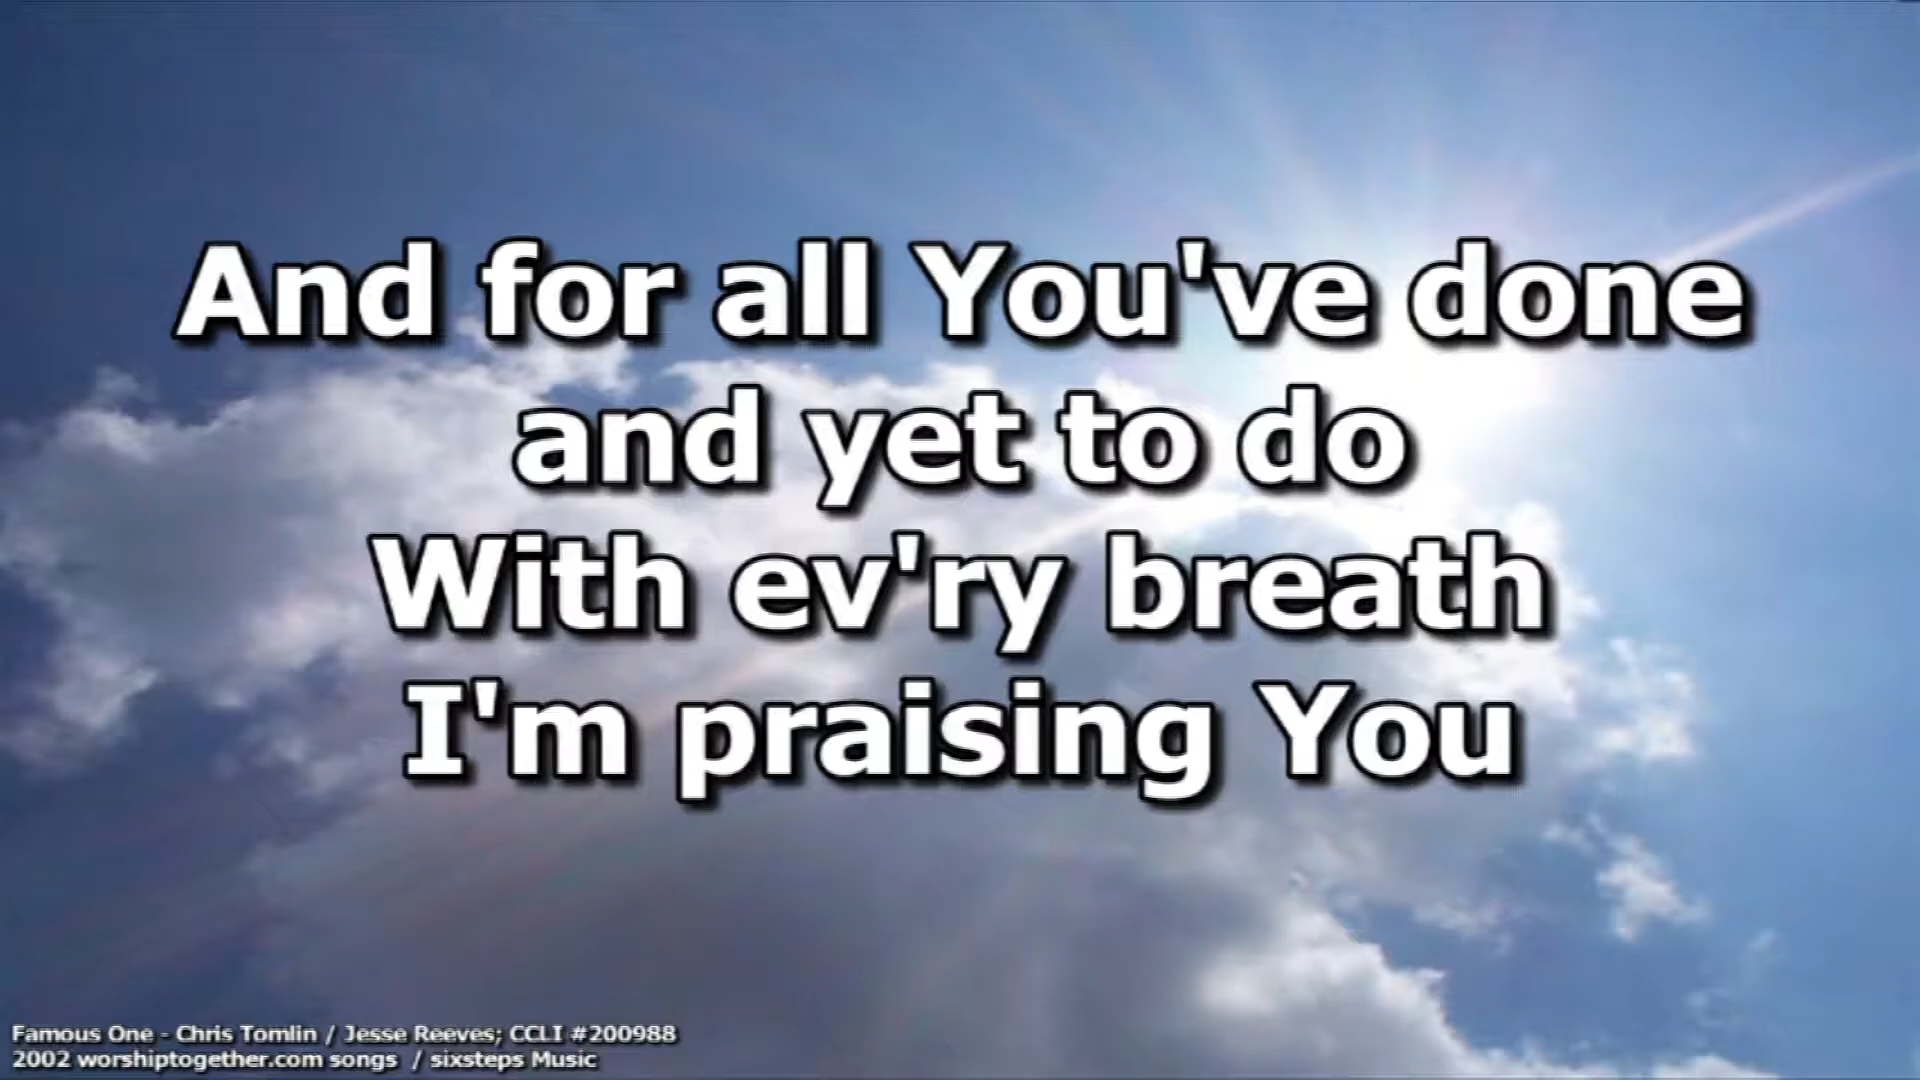 And for all You've done
and yet to do
With ev'ry breath
I'm praising You
Famous One - Chris Tomlin / Jesse Reeves; CCLI #200988
2002 worshiptogether.com songs / sixsteps Music